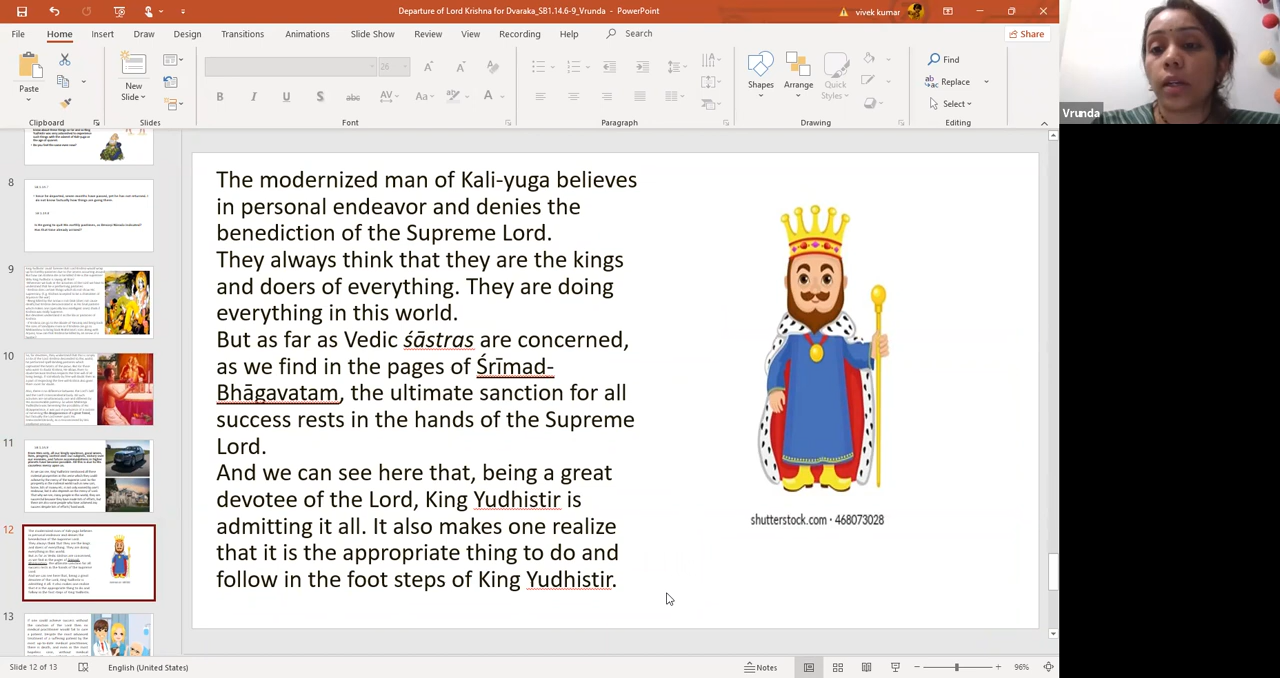 Departure of Lord Krishna for Dvaraka_SB1.14.6-9_Vrunda - PowerPoint
vivek kumar
File Home Insert Draw Design Transitions Animations Slide Show Review View Recording Help Search Share
Paste
New
Slide
26
B I U S abc AV Aa A
Shapes Arrange Quick
Styles
Find
Replace
Select
Clipboard Slides Font Paragraph Drawing Editing
Vrunda
8
9
10
11
12
13
The modernized man of Kali-yuga believes
in personal endeavor and denies the
benediction of the Supreme Lord.
They always think that they are the kings
and doers of everything. They are doing
everything in this world.
But as far as Vedic sastras are concerned,
as we find in the pages of Srimad-
Bhagavatam, the ultimate sanction for all
success rests in the hands of the Supreme
Lord.
And we can see here that, being a great
devotee of the Lord, King Yudhistir is
admitting it all. It also makes one realize
that it is the appropriate thing to do and
follow in the foot steps of King Yudhistir.
shutterstock.com · 468073028
Slide 12 of 13 English (United States) Notes 96%